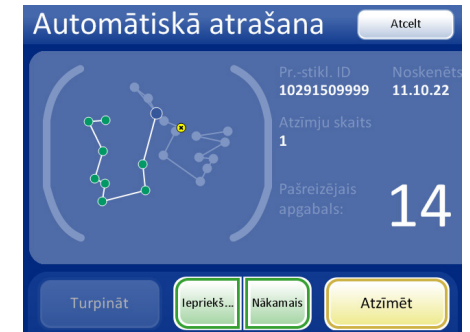 Automātiskā atrašana
Atcelt
Pr.-stikl. ID
Noskenēts
10291509999
11.10.22
Atzīmju skaits
1
Pašreizējais
apgabals:
14
Turpināt
Iepriekš...
Nākamais
Atzīmēt